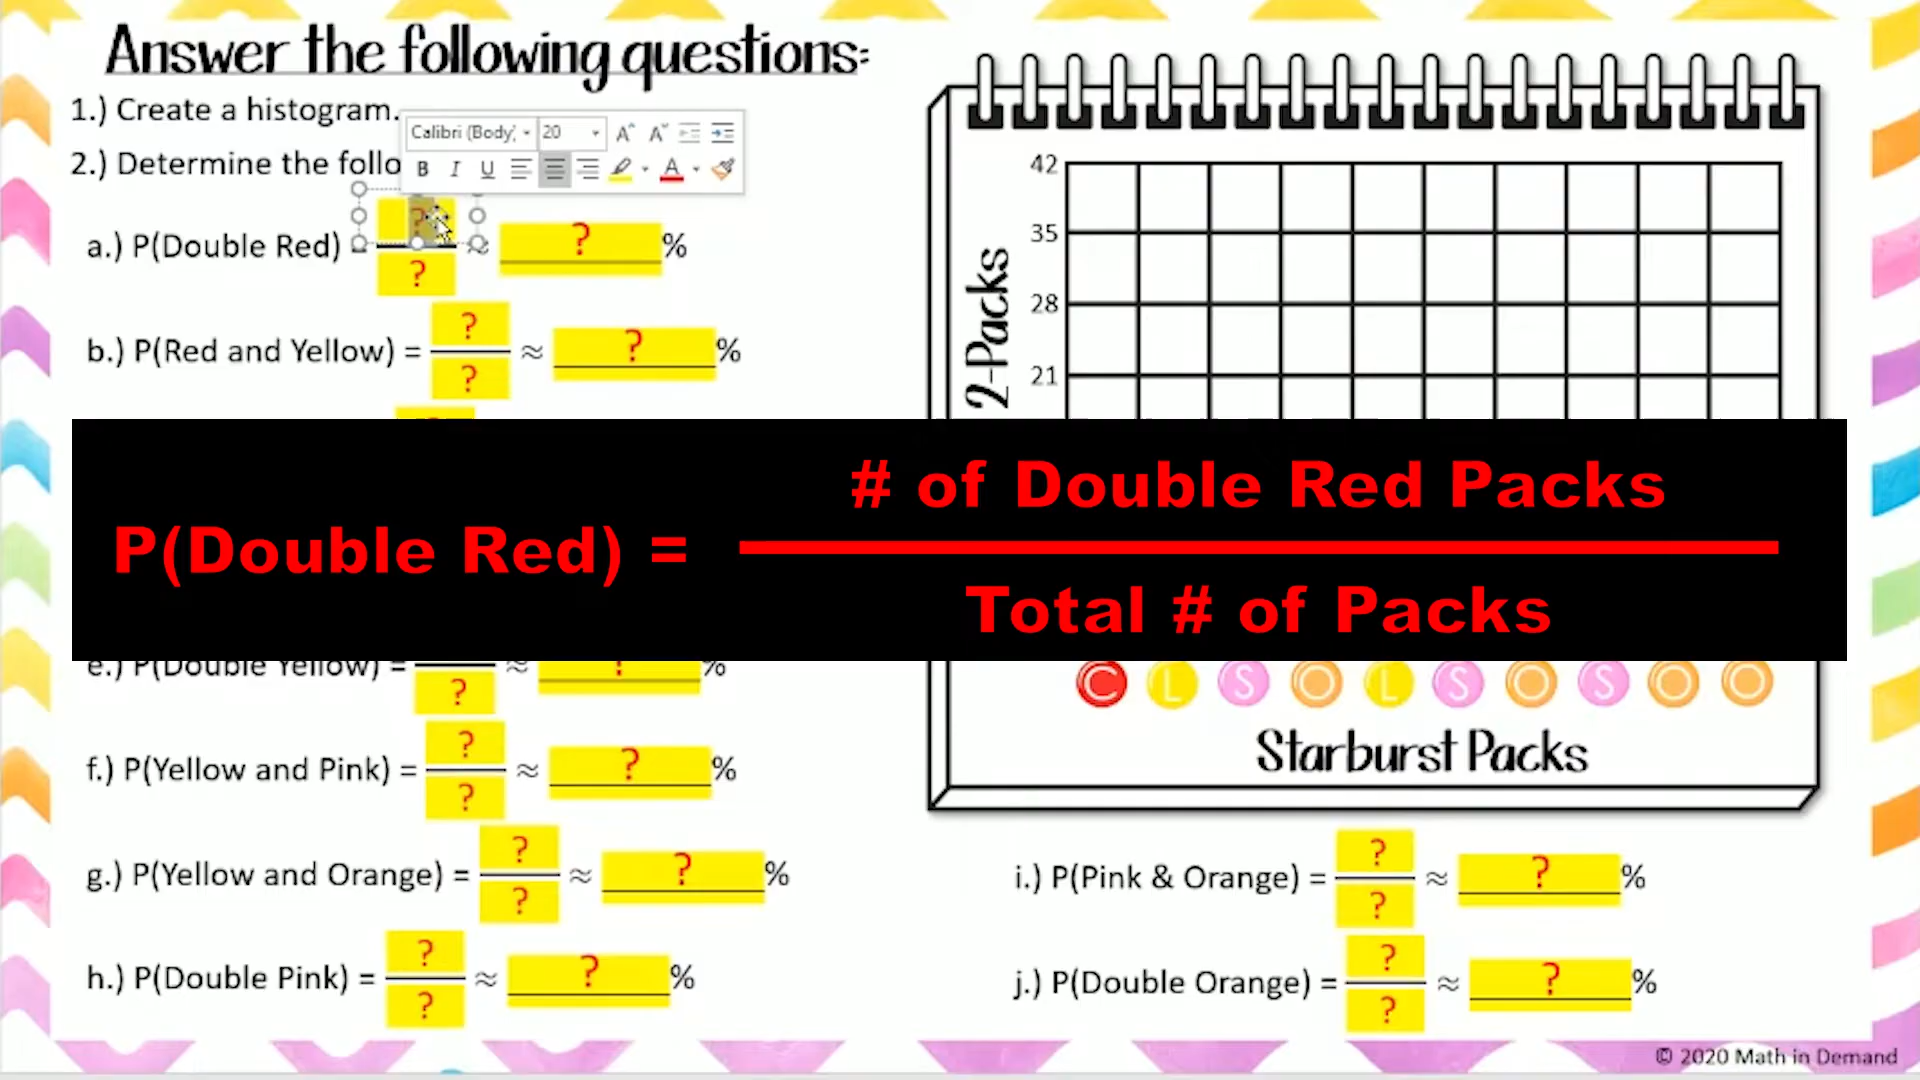 Answer the following questions:
1.) Create a histogram.
Calibri (Body) 20
2.) Determine the follo
B I U A
a.) P(Double Red) = ? / ? ≈ ? %
b.) P(Red and Yellow) = ? / ? ≈ ? %
42
35
28
21
2-Packs
P(Double Red) = # of Double Red Packs
Total # of Packs
e.) P(Double Yellow) = ? ≈ ? %
f.) P(Yellow and Pink) = ? / ? ≈ ? %
g.) P(Yellow and Orange) = ? / ? ≈ ? %
h.) P(Double Pink) = ? / ? ≈ ? %
C L S O L S O S O O
Starburst Packs
i.) P(Pink & Orange) = ? / ? ≈ ? %
j.) P(Double Orange) = ? / ? ≈ ? %
© 2020 Math in Demand